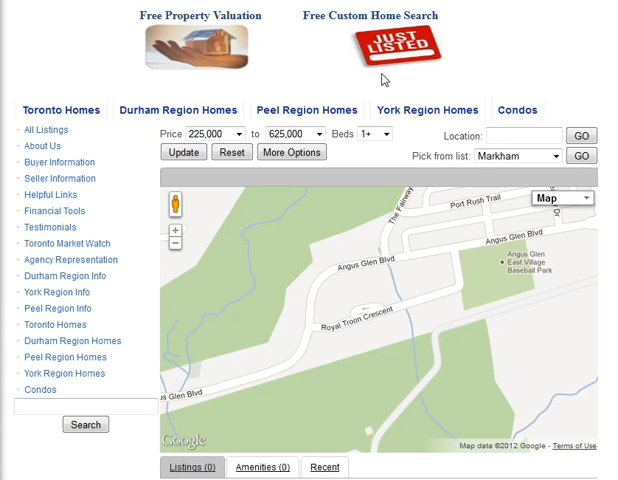 Free Property Valuation
Free Custom Home Search
JUST
LISTED
Toronto Homes
Durham Region Homes
Peel Region Homes
York Region Homes
Condos
All Listings
About Us
Buyer Information
Seller Information
Helpful Links
Financial Tools
Testimonials
Toronto Market Watch
Agency Representation
Durham Region Info
York Region Info
Peel Region Info
Toronto Homes
Durham Region Homes
Peel Region Homes
York Region Homes
Condos
Search
Price 225,000 to 625,000 Beds 1+
Location: GO
Update Reset More Options
Pick from list: Markham GO
Map
The Fairway
Port Rush Trail
Angus Glen Blvd
Angus Glen Blvd
Angus Glen
East Village
Baseball Park
Royal Troon Crescent
us Glen Blvd
Google
Map data ©2012 Google - Terms of Use
Listings (0) Amenities (0) Recent